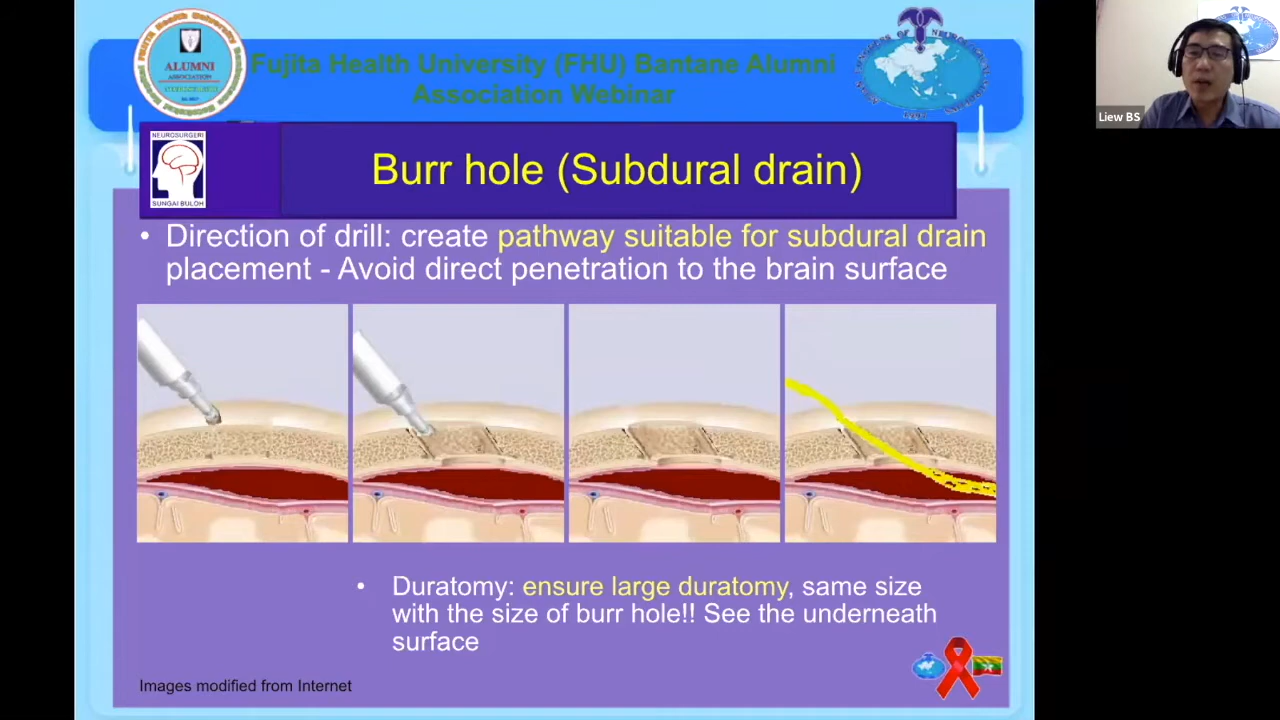 Fujita Health University (FHU) Bantane Alumni
Association Webinar
ALUMNI
ASSOCIATION
NEUROSURGERI
SUNGAI BULOH
Burr hole (Subdural drain)
• Direction of drill: create pathway suitable for subdural drain
placement - Avoid direct penetration to the brain surface
• Duratomy: ensure large duratomy, same size
with the size of burr hole!! See the underneath
surface
Images modified from Internet
Liew BS